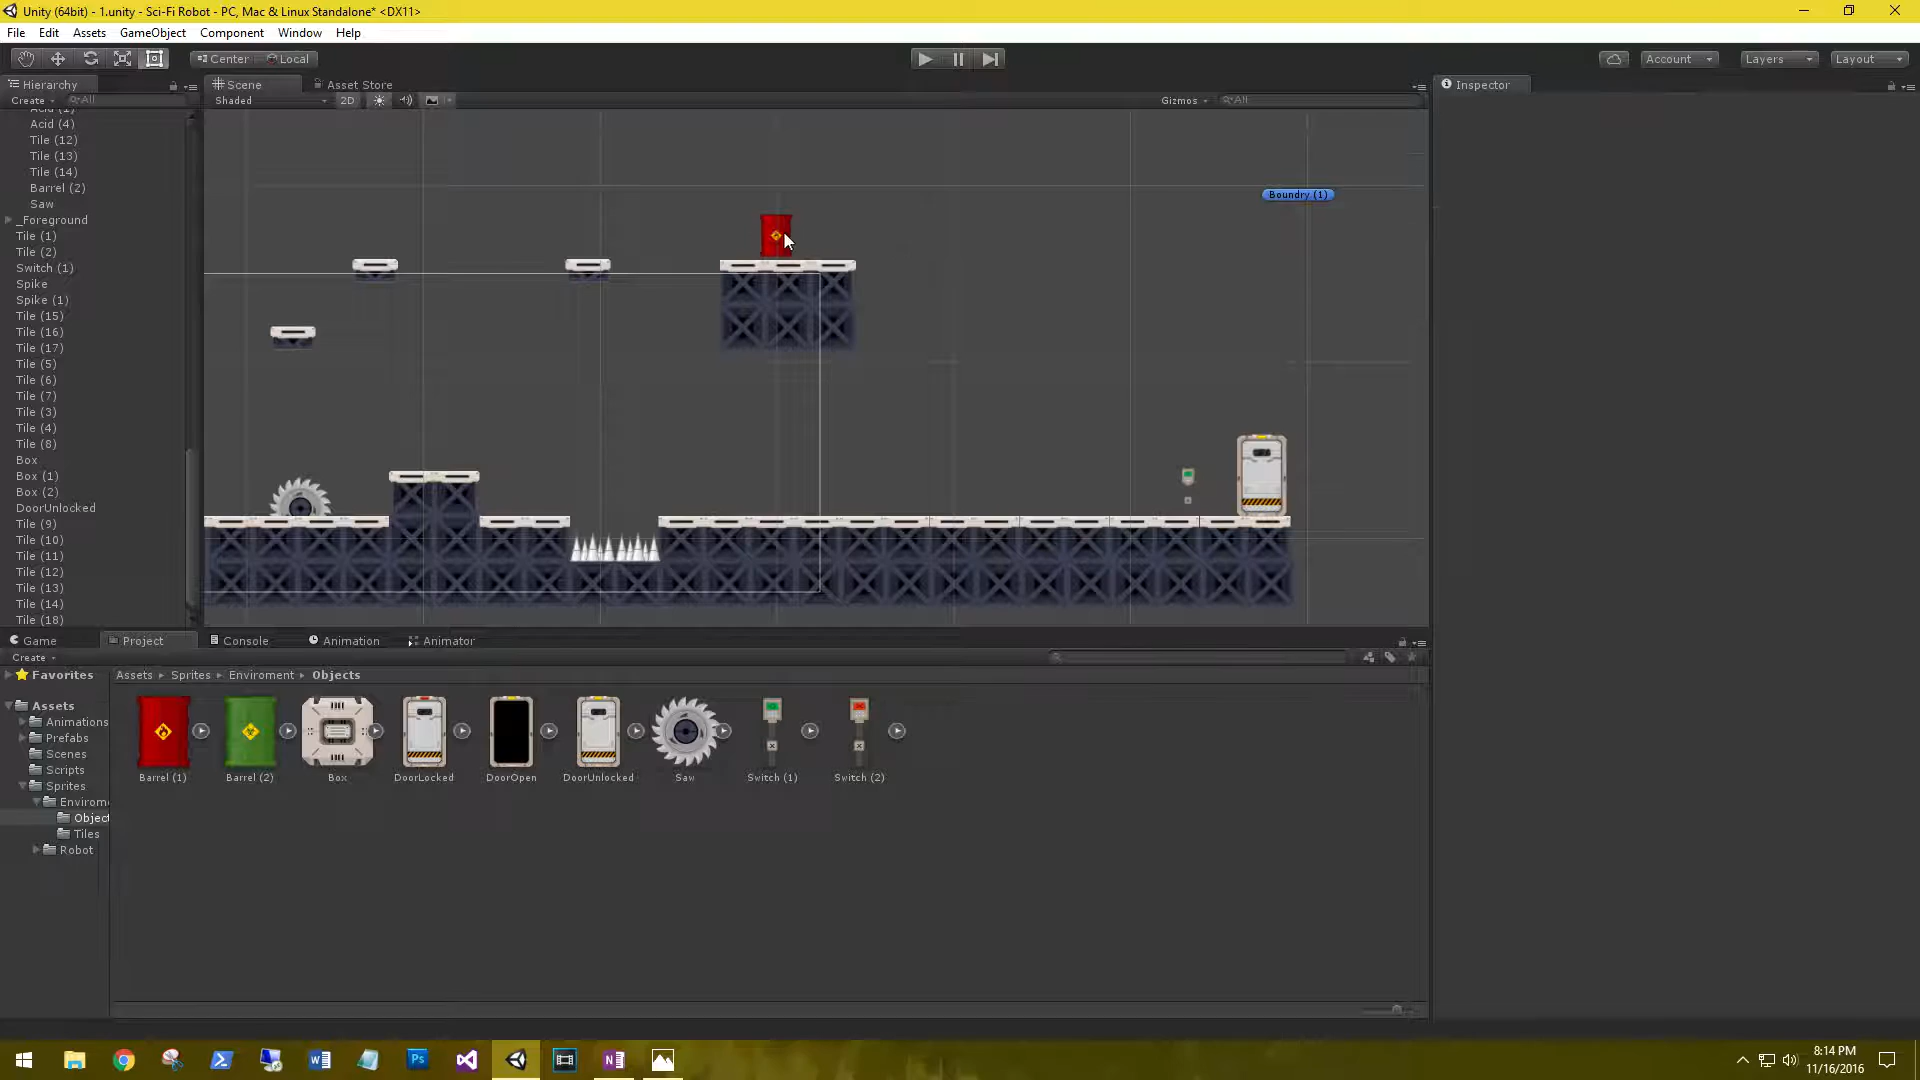 Unity (64bit) - 1.unity - Sci-Fi Robot - PC, Mac & Linux Standalone* <DX11>
File Edit Assets GameObject Component Window Help
Center Local Account Layers Layout
Hierarchy Scene Asset Store Inspector
Create All Shaded 2D Gizmos All
Acid (4)
Tile (12)
Tile (13)
Tile (14)
Barrel (2)
Saw
_Foreground
Tile (1)
Tile (2)
Switch (1)
Spike
Spike (1)
Tile (15)
Tile (16)
Tile (17)
Tile (5)
Tile (6)
Tile (7)
Tile (3)
Tile (4)
Tile (8)
Box
Box (1)
Box (2)
DoorUnlocked
Tile (9)
Tile (10)
Tile (11)
Tile (12)
Tile (13)
Tile (14)
Tile (18)
Boundry (1)
Game Project Console Animation Animator
Create
Favorites
Assets
Animations
Prefabs
Scenes
Scripts
Sprites
Envirom
Object
Tiles
Robot
Assets Sprites Enviroment Objects
Barrel (1) Barrel (2) Box DoorLocked DoorOpen DoorUnlocked Saw Switch (1) Switch (2)
8:14 PM
11/16/2016